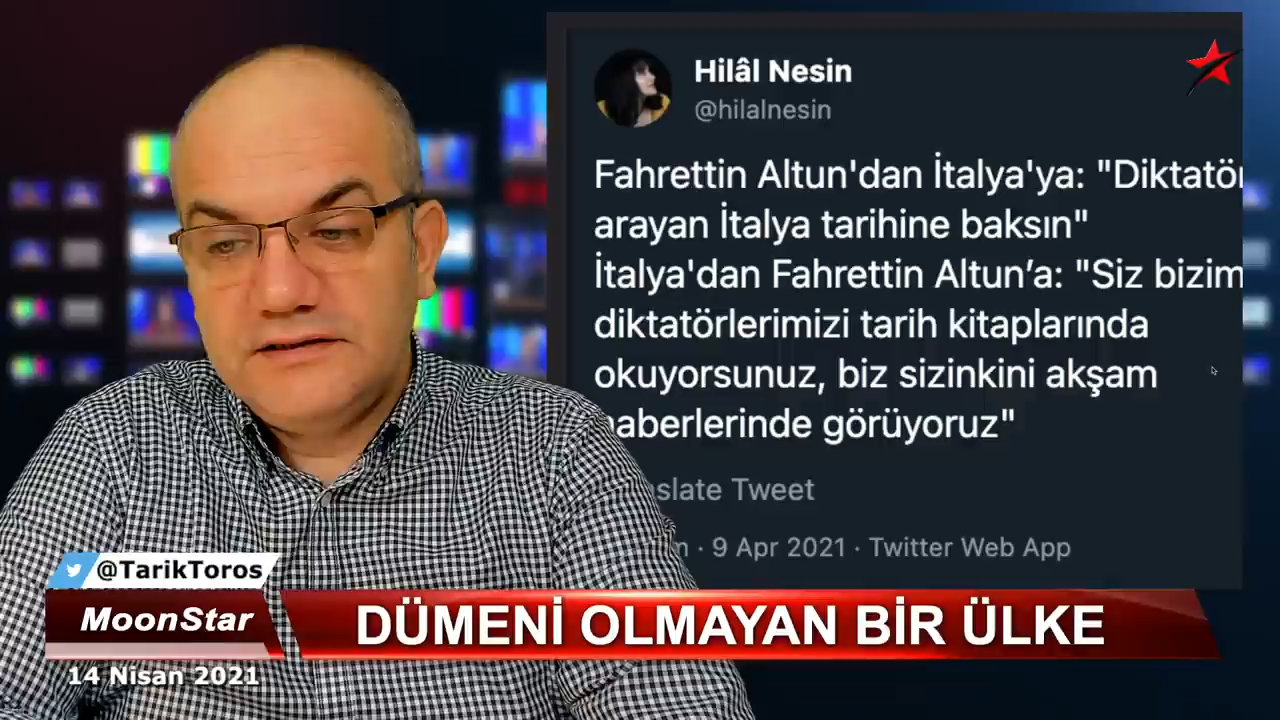 Hilâl Nesin
@hilalnesin
Fahrettin Altun'dan İtalya'ya: "Diktatör
arayan İtalya tarihine baksın"
İtalya'dan Fahrettin Altun’a: "Siz bizim
diktatörlerimizi tarih kitaplarında
okuyorsunuz, biz sizinkini akşam
haberlerinde görüyoruz"
slate Tweet
m · 9 Apr 2021 · Twitter Web App
@TarikToros
MoonStar
DÜMENİ OLMAYAN BİR ÜLKE
14 Nisan 2021